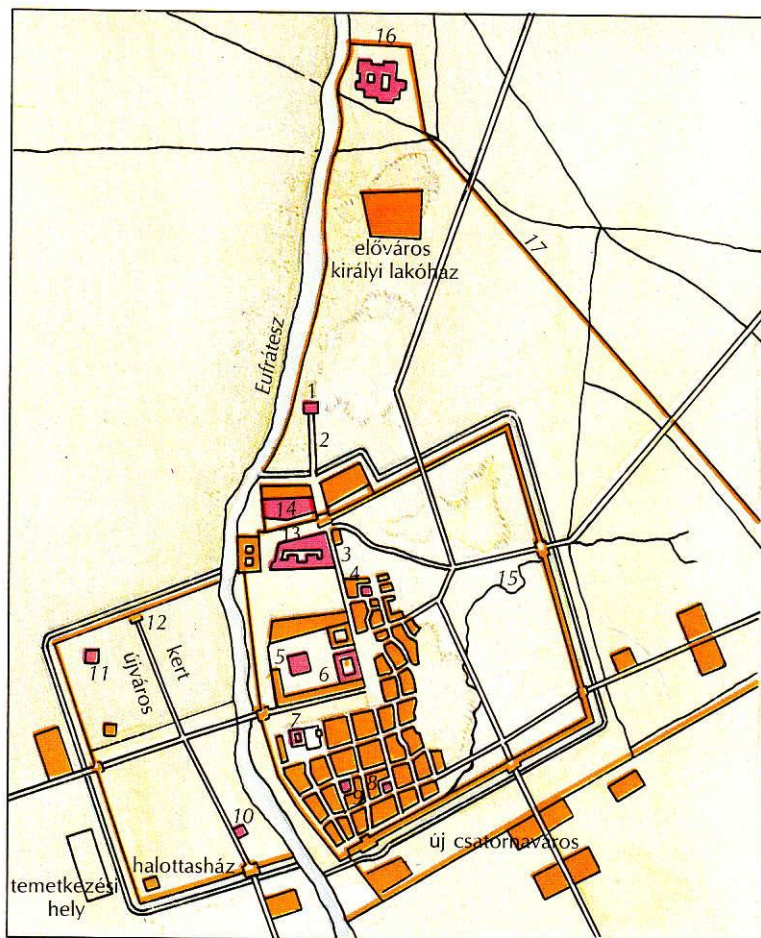 16
előváros
királyi lakóház
17
Eufrátesz
1
2
14
13
3
4
15
12
11
újváros
kert
5
6
7
8
9
10
új csatornaváros
halottasház
temetkezési
hely